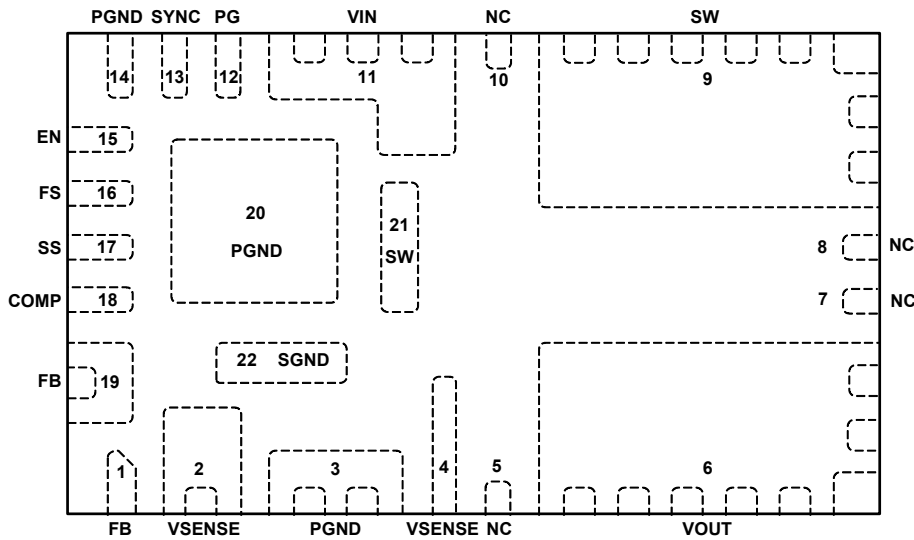 PGND SYNC PG VIN NC SW
14 13 12 11 10 9
EN 15
FS 16
20
PGND
21
SW
SS 17
8 NC
COMP 18
7 NC
22 SGND
FB 19
1 2 3 4 5 6
FB VSENSE PGND VSENSE NC VOUT